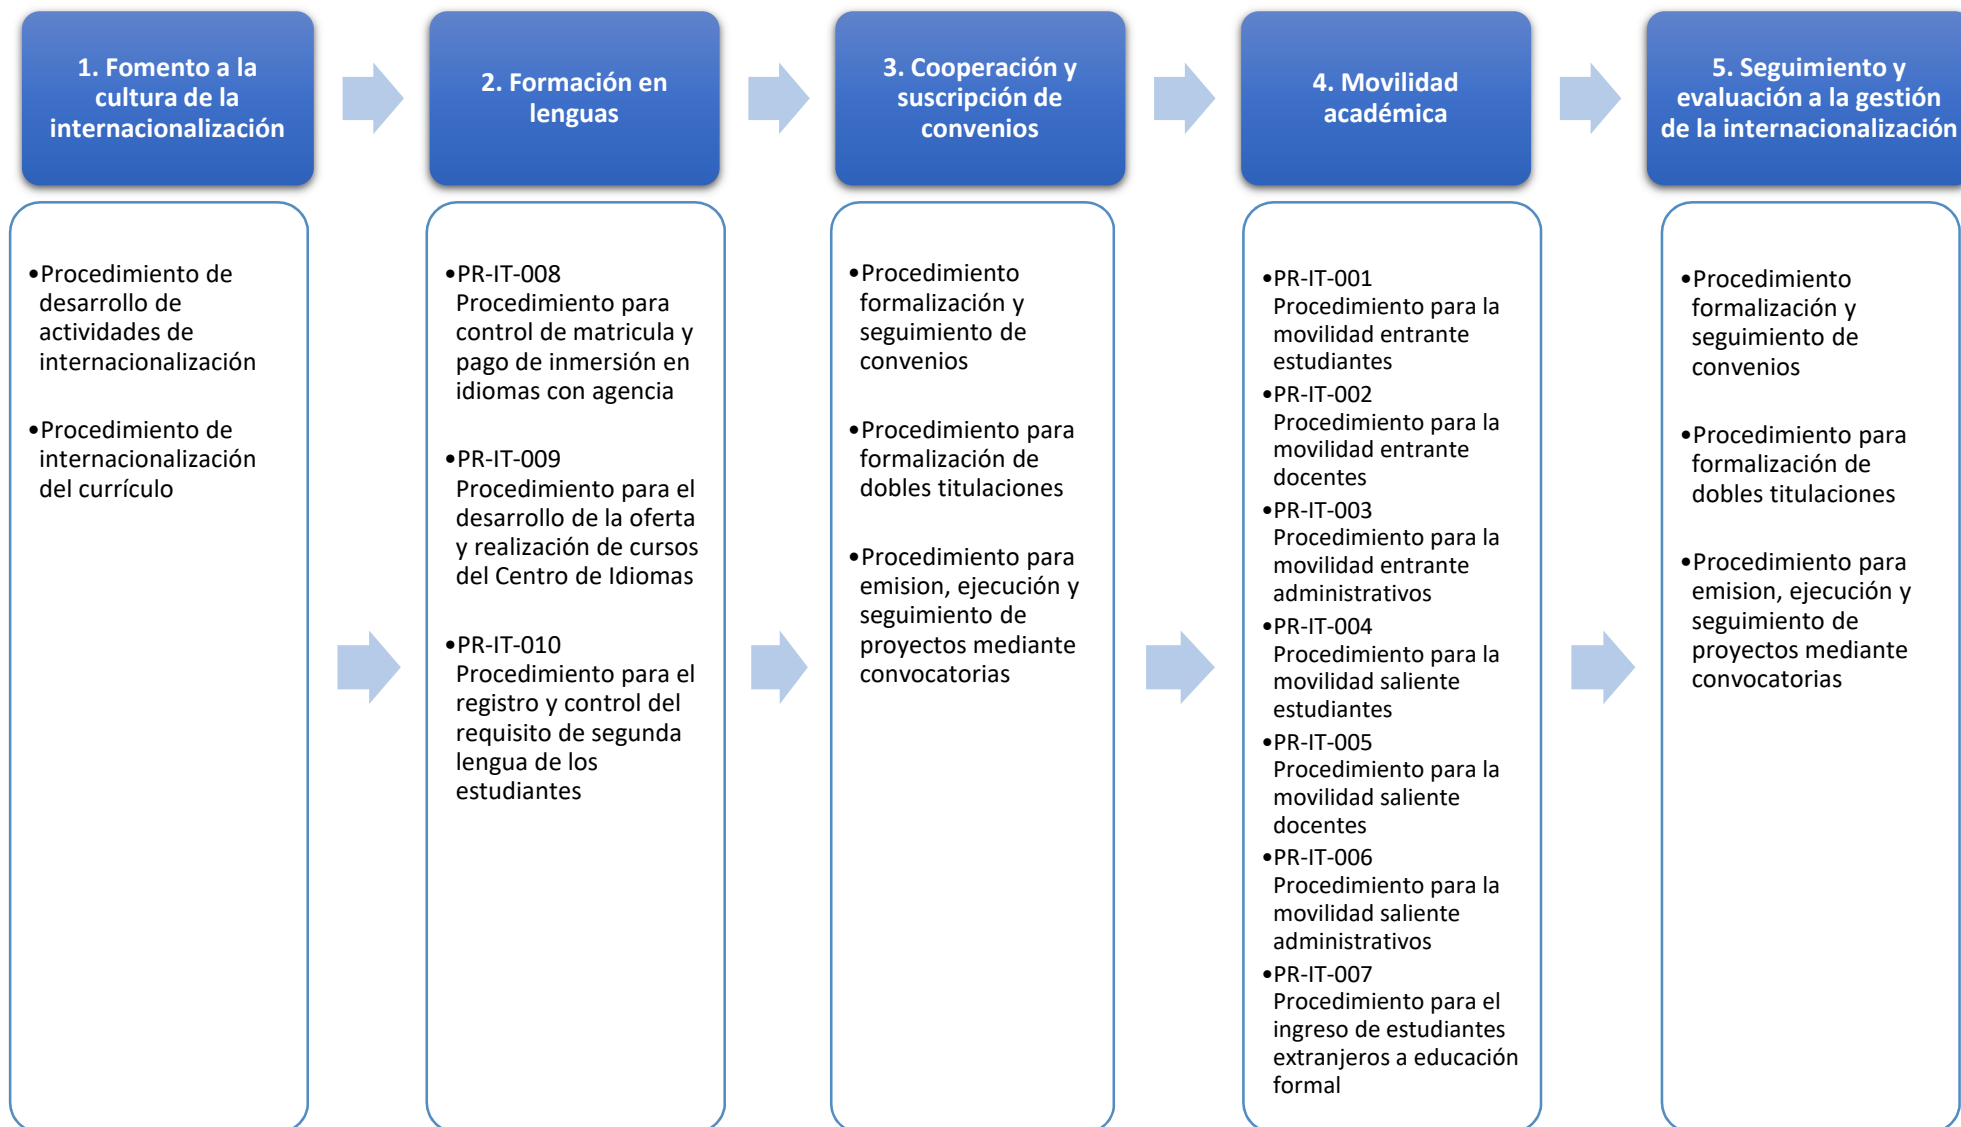 1. Fomento a la
cultura de la
internacionalización
2. Formación en
lenguas
3. Cooperación y
suscripción de
convenios
4. Movilidad
académica
5. Seguimiento y
evaluación a la gestión
de la internacionalización
•Procedimiento de
desarrollo de
actividades de
internacionalización
•Procedimiento de
internacionalización
del currículo
•PR-IT-008
Procedimiento para
control de matricula y
pago de inmersión en
idiomas con agencia
•PR-IT-009
Procedimiento para el
desarrollo de la oferta
y realización de cursos
del Centro de Idiomas
•PR-IT-010
Procedimiento para el
registro y control del
requisito de segunda
lengua de los
estudiantes
•Procedimiento
formalización y
seguimiento de
convenios
•Procedimiento para
formalización de
dobles titulaciones
•Procedimiento para
emision, ejecución y
seguimiento de
proyectos mediante
convocatorias
•PR-IT-001
Procedimiento para la
movilidad entrante
estudiantes
•PR-IT-002
Procedimiento para la
movilidad entrante
docentes
•PR-IT-003
Procedimiento para la
movilidad entrante
administrativos
•PR-IT-004
Procedimiento para la
movilidad saliente
estudiantes
•PR-IT-005
Procedimiento para la
movilidad saliente
docentes
•PR-IT-006
Procedimiento para la
movilidad saliente
administrativos
•PR-IT-007
Procedimiento para el
ingreso de estudiantes
extranjeros a educación
formal
•Procedimiento
formalización y
seguimiento de
convenios
•Procedimiento para
formalización de
dobles titulaciones
•Procedimiento para
emision, ejecución y
seguimiento de
proyectos mediante
convocatorias